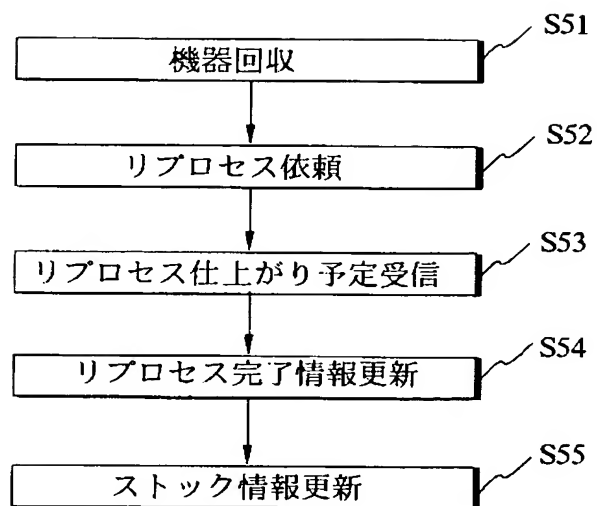 S51
機器回収
S52
リプロセス依頼
S53
リプロセス仕上がり予定受信
S54
リプロセス完了情報更新
S55
ストック情報更新